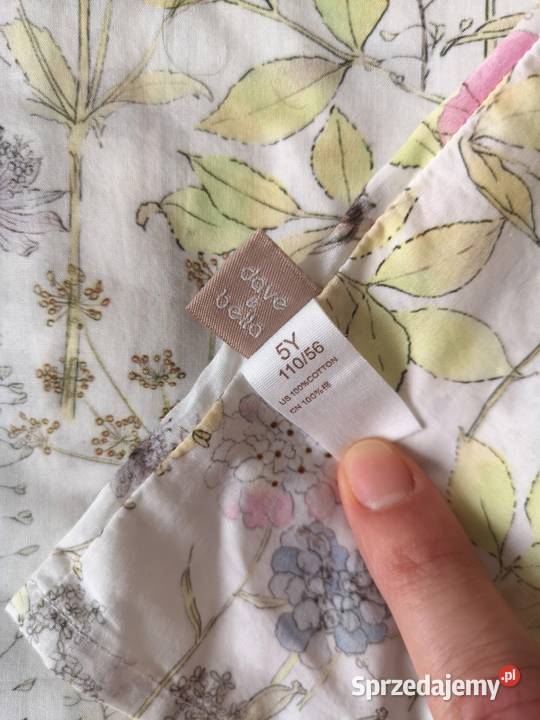 dave
&
bella
5Y
110/56
US 100%COTTON
CN 100%棉
Sprzedajemy.pl